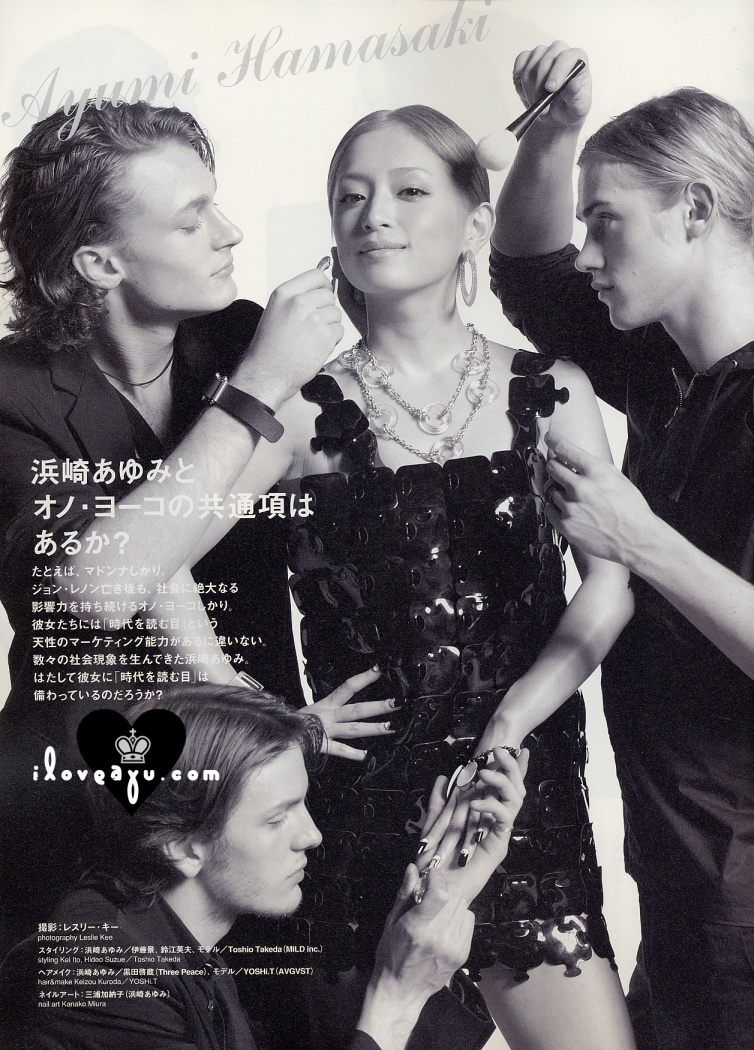 Ayumi Hamasaki
浜崎あゆみと
オノ・ヨーコの共通項は
あるか?
たとえば、マドンナしかり。
ジョン・レノン亡き後も、社会に絶大なる
影響力を持ち続けるオノ・ヨーコしかり。
彼女たちには「時代を読む目」という
天性のマーケティング能力があるに違いない。
数々の社会現象を生んできた浜崎あゆみ。
はたして彼女に「時代を読む目」は
備わっているのだろうか?
iloveayu.com
撮影:レスリー・キー
photography Leslie Kee
スタイリング:浜崎あゆみ/伊藤景、鈴江英夫、モデル/Toshio Takeda(MILD inc.)
styling Kei Ito, Hideo Suzue/Toshio Takeda
ヘアメイク:浜崎あゆみ/黒田啓蔵(Three Peace)、モデル/YOSHi.T(AVGVST)
hair&make Keizou Kuroda/YOSHi.T
ネイルアート:三浦加納子(浜崎あゆみ)
nail art Kanako Miura